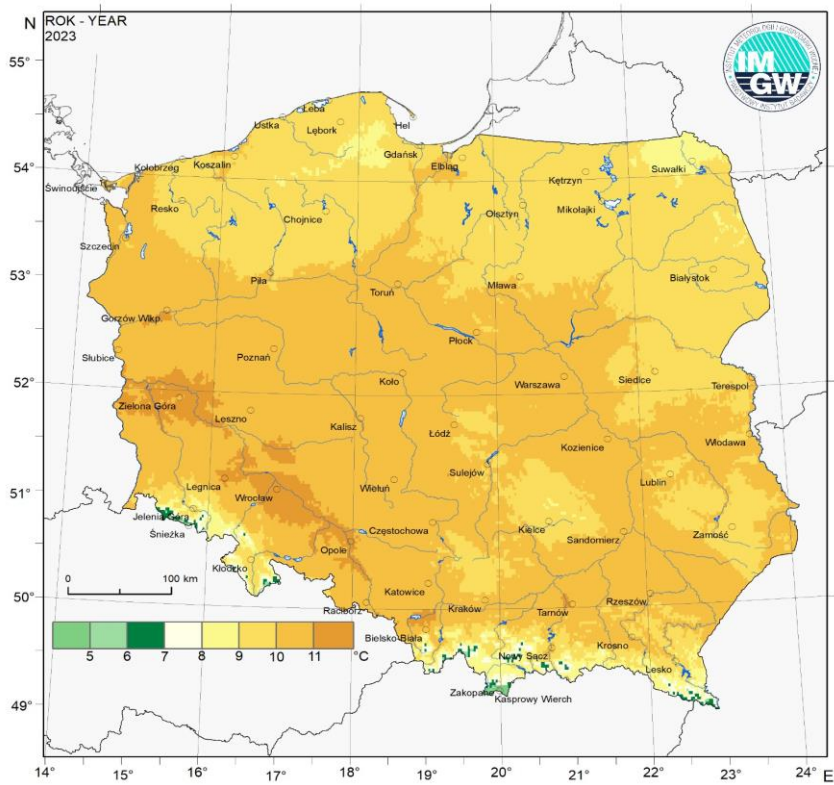 N
ROK - YEAR
2023
IM
GW
55°
54°
53°
52°
51°
50°
49°
Łeba
Ustka
Lębork
Hel
Gdańsk
Elbląg
Koszalin
Kołobrzeg
Świnoujście
Resko
Chojnice
Kętrzyn
Suwałki
Olsztyn
Mikołajki
Szczecin
Piła
Toruń
Mława
Białystok
Gorzów Wlkp.
Płock
Słubice
Poznań
Koło
Warszawa
Siedlce
Terespol
Zielona Góra
Leszno
Kalisz
Łódź
Kozienice
Włodawa
Sulejów
Legnica
Wrocław
Wieluń
Lublin
Jelenia Góra
Śnieżka
Częstochowa
Kielce
Sandomierz
Zamość
Opole
Kłodzko
Katowice
Racibórz
Kraków
Tarnów
Rzeszów
Bielsko-Biała
Nowy Sącz
Krosno
Lesko
Zakopane
Kasprowy Wierch
0 100 km
5 6 7 8 9 10 11 °C
14° 15° 16° 17° 18° 19° 20° 21° 22° 23° 24° E